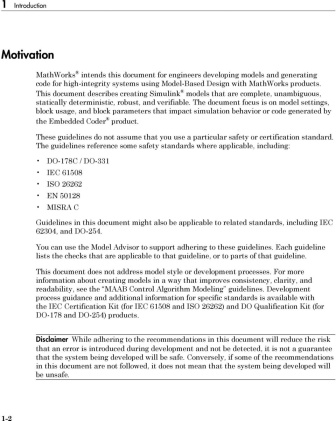 1 Introduction
Motivation
MathWorks® intends this document for engineers developing models and generating
code for high-integrity systems using Model-Based Design with MathWorks products.
This document describes creating Simulink® models that are complete, unambiguous,
statically deterministic, robust, and verifiable. The document focus is on model settings,
block usage, and block parameters that impact simulation behavior or code generated by
the Embedded Coder® product.
These guidelines do not assume that you use a particular safety or certification standard.
The guidelines reference some safety standards where applicable, including:
• DO-178C / DO-331
• IEC 61508
• ISO 26262
• EN 50128
• MISRA C
Guidelines in this document might also be applicable to related standards, including IEC
62304, and DO-254.
You can use the Model Advisor to support adhering to these guidelines. Each guideline
lists the checks that are applicable to that guideline, or to parts of that guideline.
This document does not address model style or development processes. For more
information about creating models in a way that improves consistency, clarity, and
readability, see the “MAAB Control Algorithm Modeling” guidelines. Development
process guidance and additional information for specific standards is available with
the IEC Certification Kit (for IEC 61508 and ISO 26262) and DO Qualification Kit (for
DO-178 and DO-254) products.
Disclaimer While adhering to the recommendations in this document will reduce the risk
that an error is introduced during development and not be detected, it is not a guarantee
that the system being developed will be safe. Conversely, if some of the recommendations
in this document are not followed, it does not mean that the system being developed will
be unsafe.
1-2